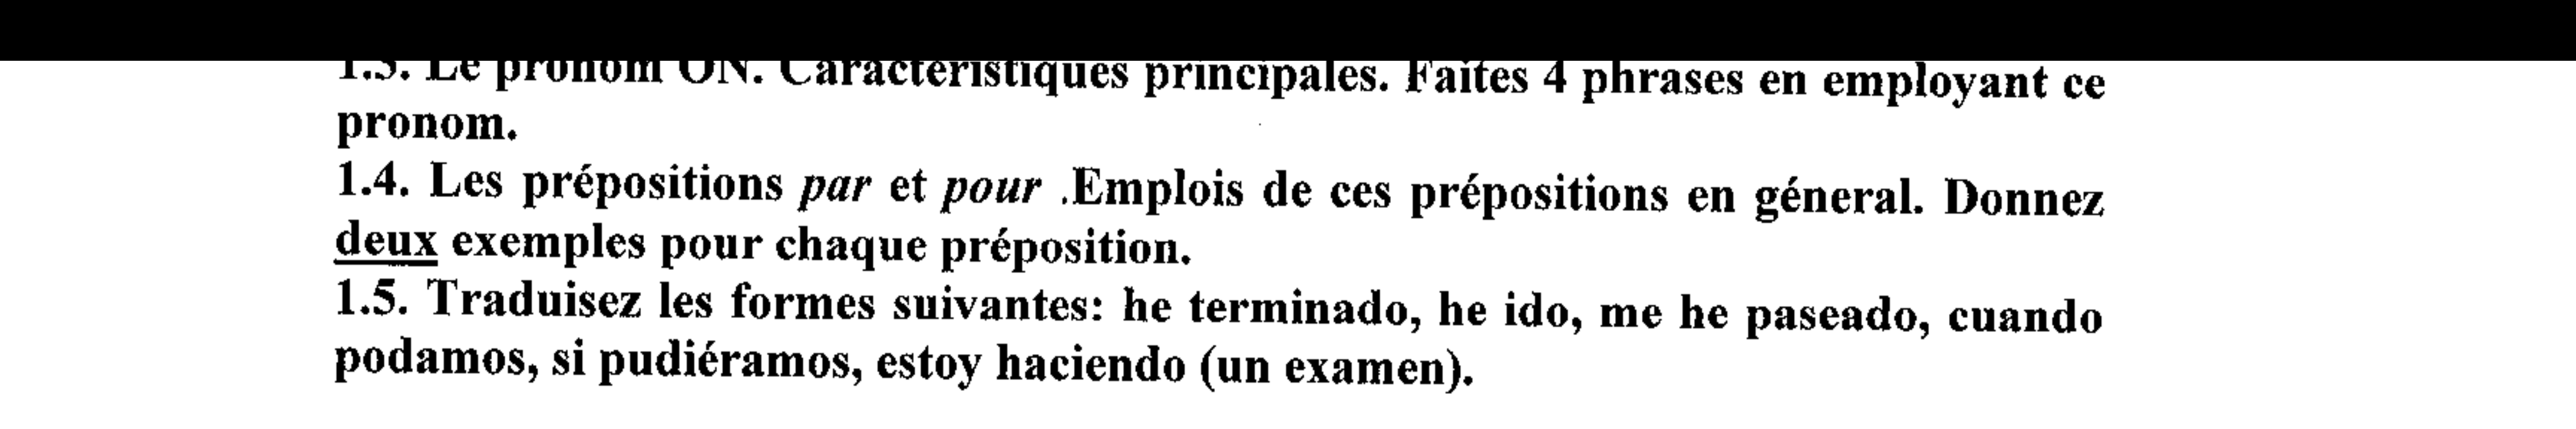 1.3. Le pronom ON. Caractéristiques principales. Faites 4 phrases en employant ce
pronom.
1.4. Les prépositions par et pour .Emplois de ces prépositions en géneral. Donnez
deux exemples pour chaque préposition.
1.5. Traduisez les formes suivantes: he terminado, he ido, me he paseado, cuando
podamos, si pudiéramos, estoy haciendo (un examen).